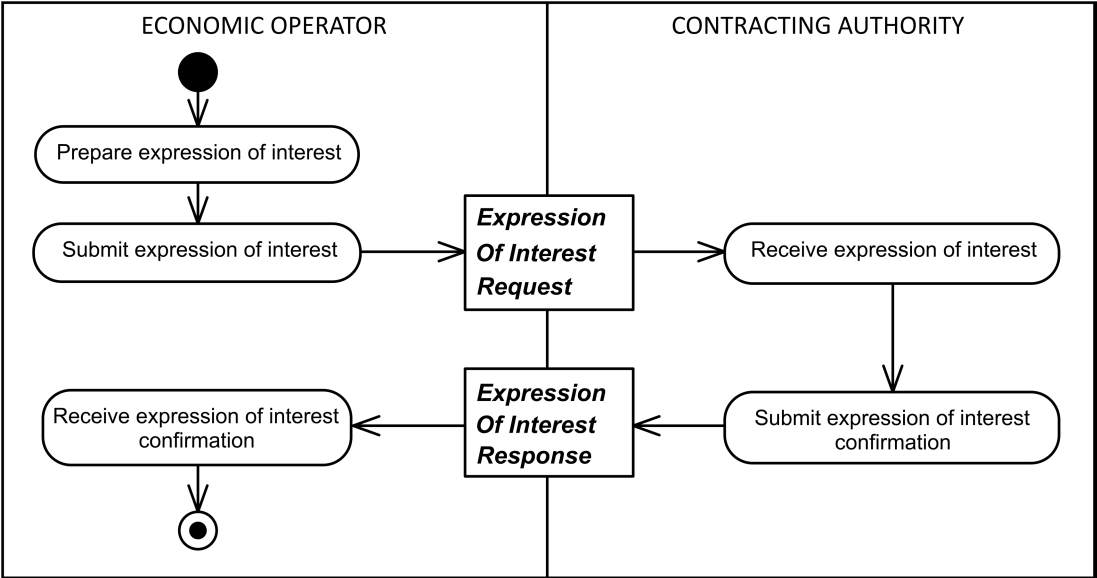 ECONOMIC OPERATOR
CONTRACTING AUTHORITY
Prepare expression of interest
Submit expression of interest
Expression
Of Interest
Request
Receive expression of interest
Receive expression of interest
confirmation
Expression
Of Interest
Response
Submit expression of interest
confirmation